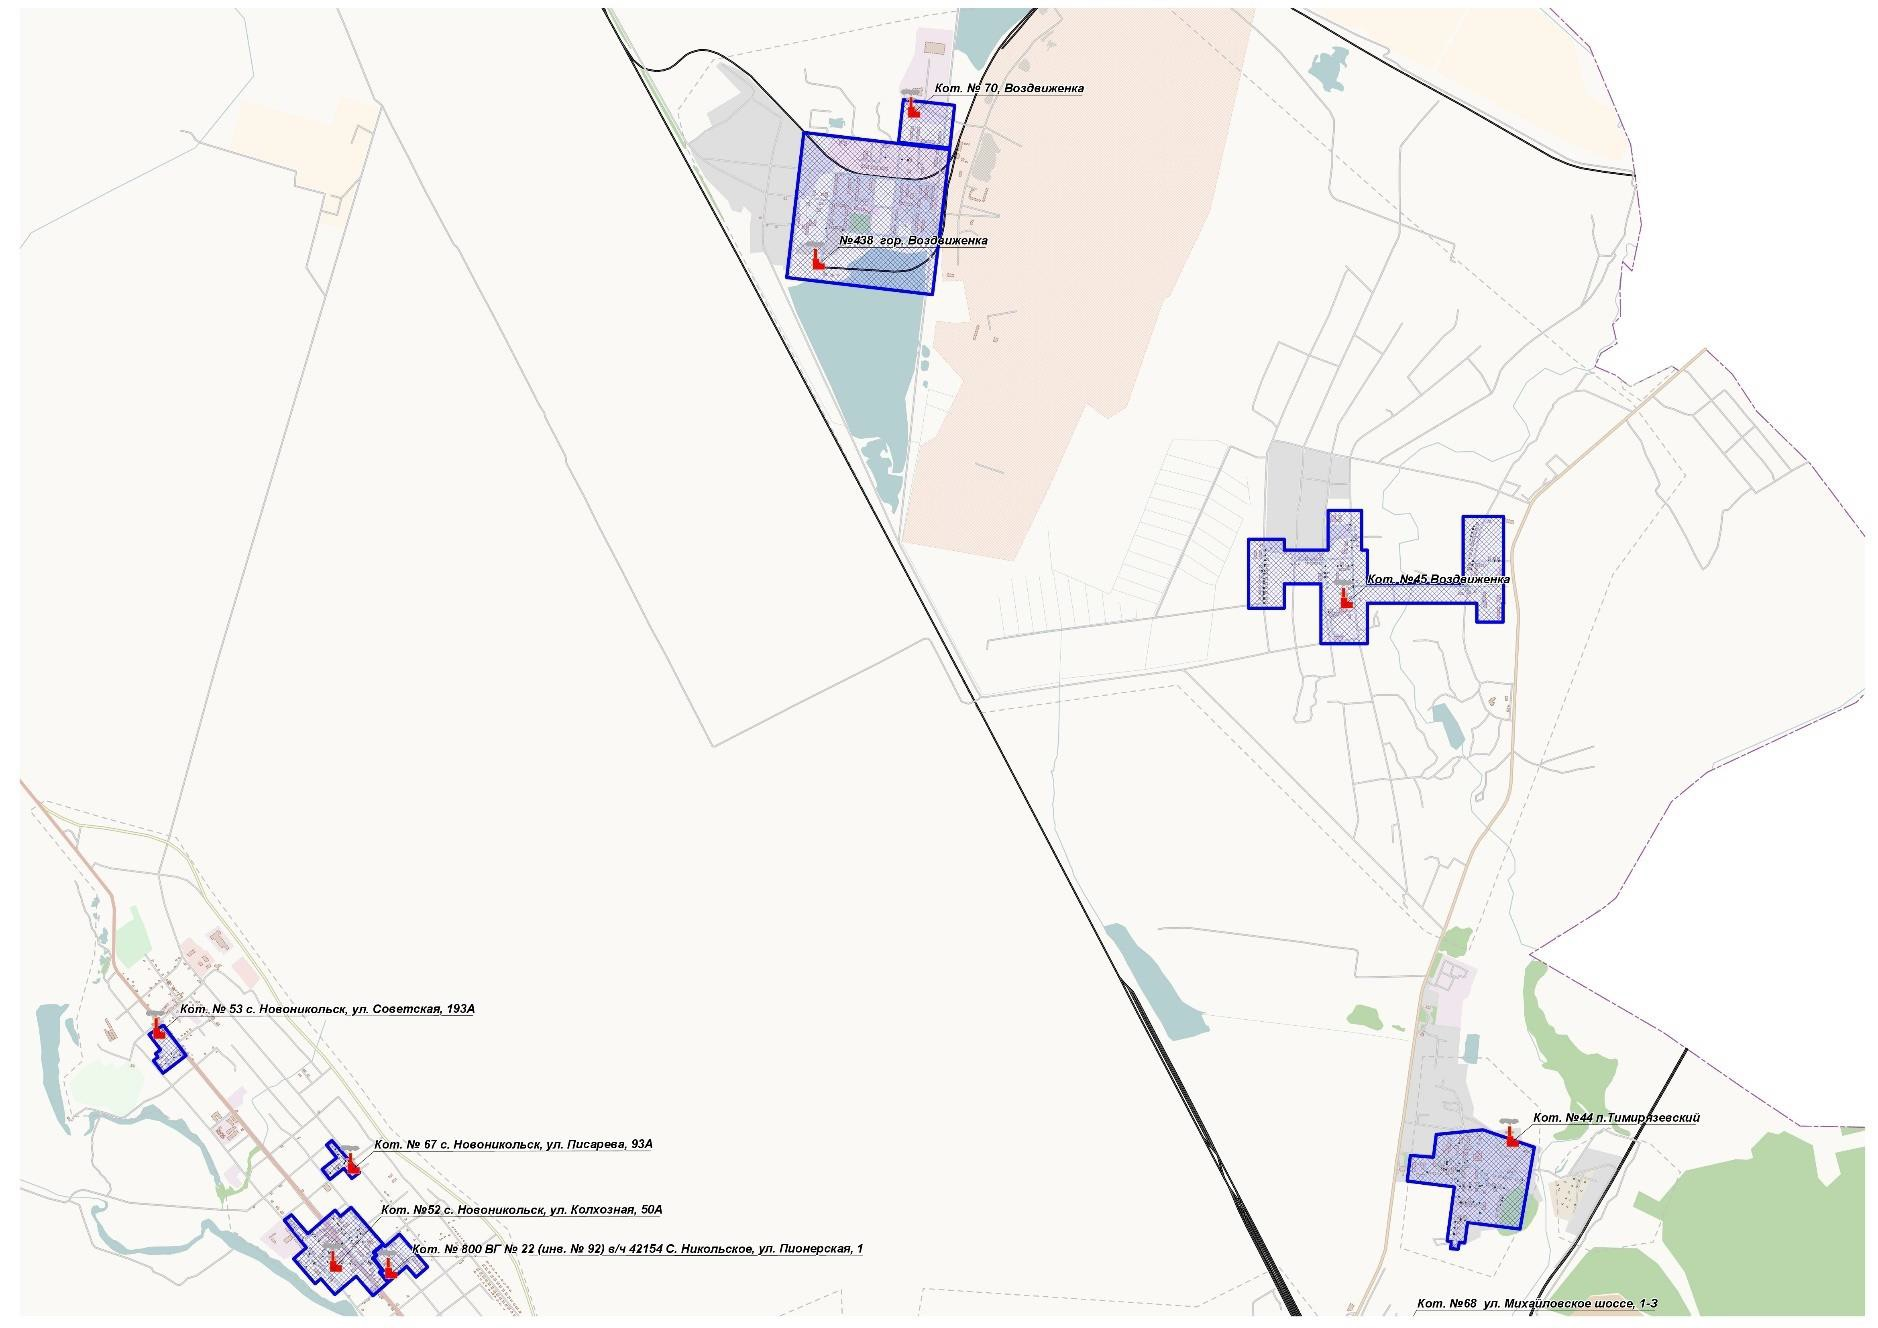 Кот. № 70, Воздвиженка
№438 гор. Воздвиженка
Кот. №45 Воздвиженка
Кот. № 53 с. Новоникольск, ул. Советская, 193А
Кот. №44 п.Тимирязевский
Кот. № 67 с. Новоникольск, ул. Писарева, 93А
Кот. №52 с. Новоникольск, ул. Колхозная, 50А
Кот. № 800 ВГ № 22 (инв. № 92) в/ч 42154 С. Никольское, ул. Пионерская, 1
Кот. №68 ул. Михайловское шоссе, 1-3